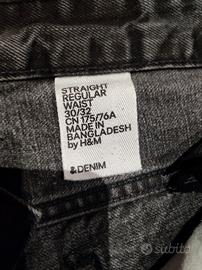 STRAIGHT
REGULAR
WAIST
30/32
CN 175/76A
MADE IN
BANGLADESH
by H&M
&DENIM
subito